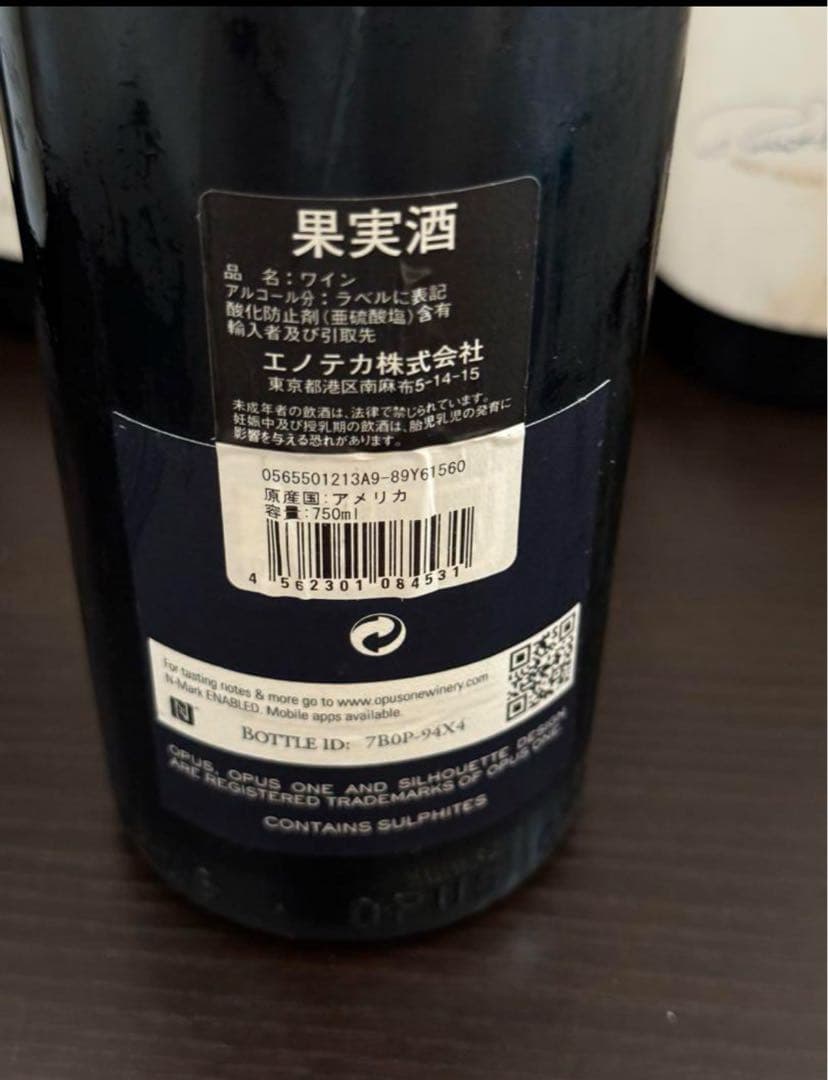 果実酒
品 名：ワイン
アルコール分：ラベルに表記
酸化防止剤(亜硫酸塩)含有
輸入者及び引取先
エノテカ株式会社
東京都港区南麻布5-14-15
未成年者の飲酒は、法律で禁じられています。
妊娠中及び授乳期の飲酒は、胎児乳児の発育に
影響を与える恐れがあります。
0565501213A9-89Y61560
原産国：アメリカ
容量：750ml
4 562301 084531
For tasting notes & more go to www.opusonewinery.com
N-Mark ENABLED. Mobile apps available.
N
BOTTLE ID: 7B0P-94X4
OPUS, OPUS ONE AND SILHOUETTE DESIGN
ARE REGISTERED TRADEMARKS OF OPUS ONE.
CONTAINS SULPHITES
OPUS